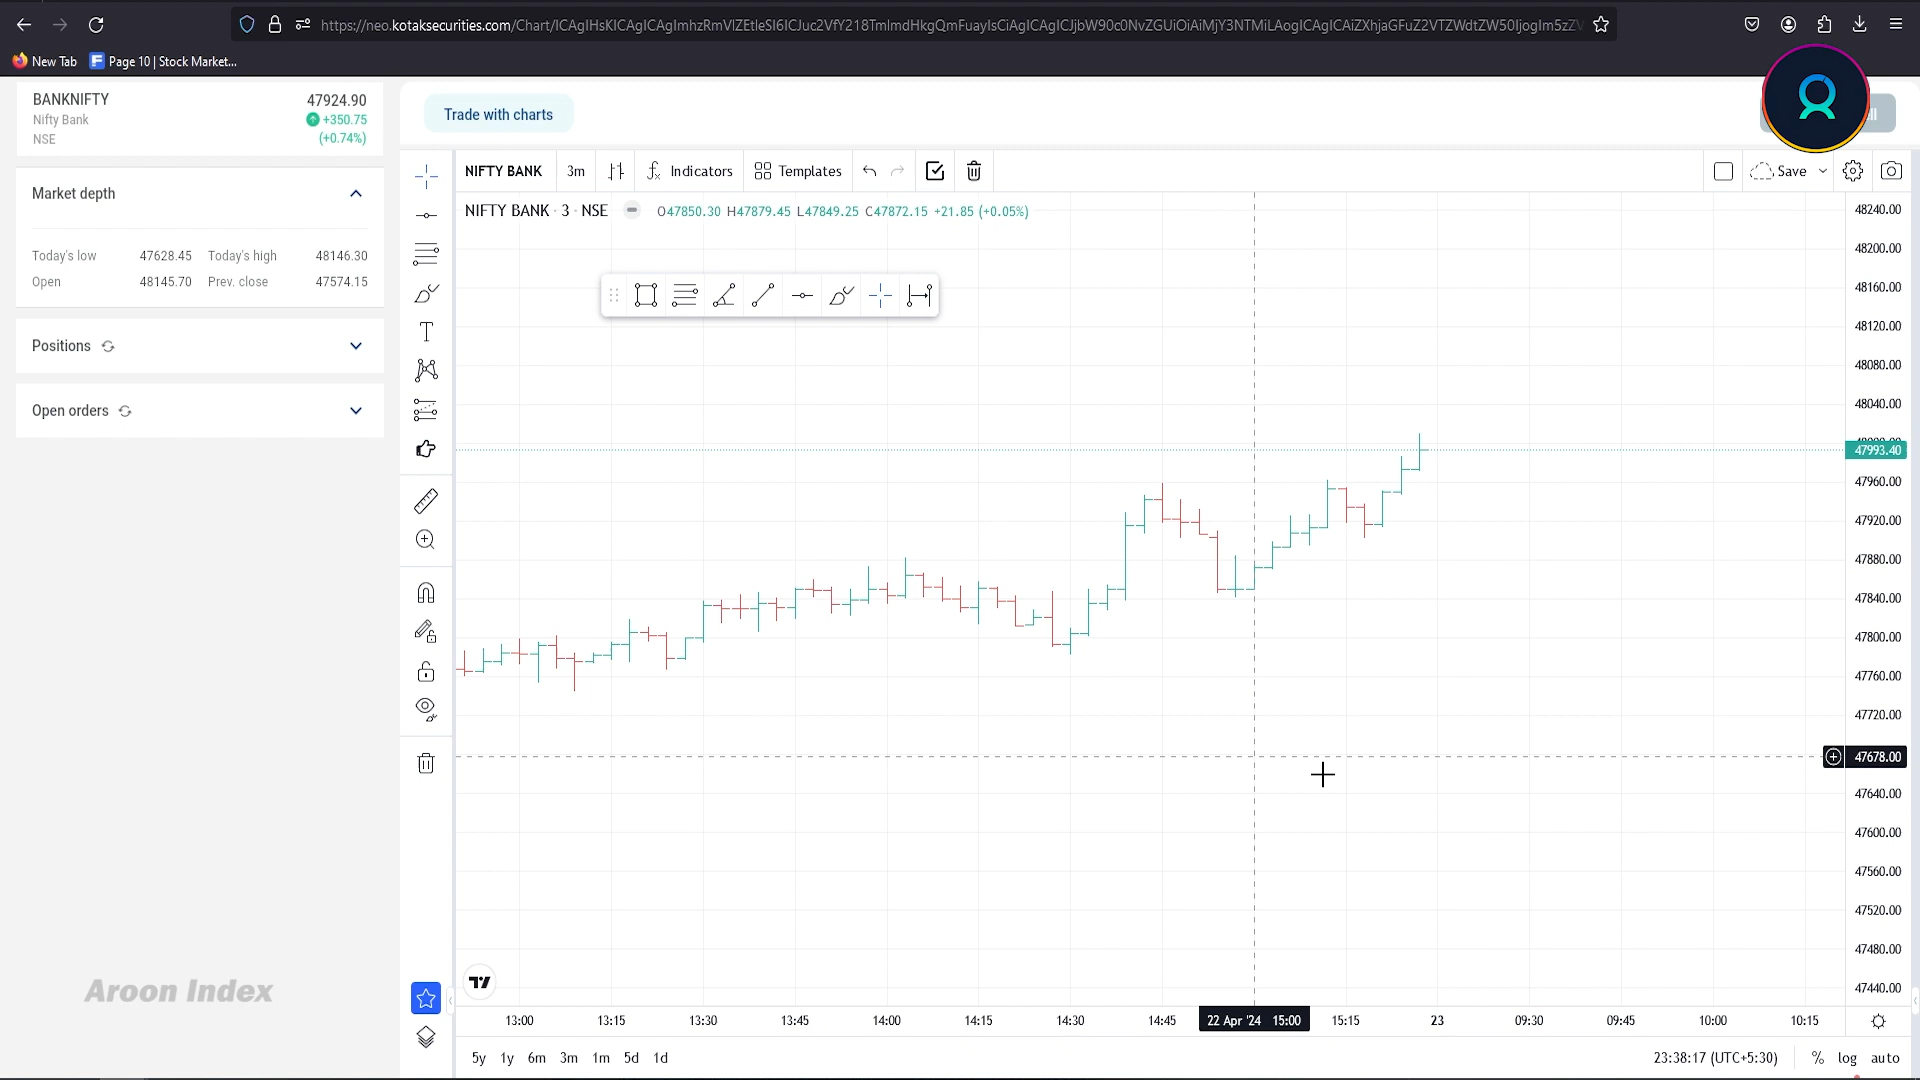 https://neo.kotaksecurities.com/Chart/
New Tab
Page 10 | Stock Market...
BANKNIFTY 47924.90
Nifty Bank +350.75
NSE (+0.74%)
Trade with charts
Market depth
NIFTY BANK 3m Indicators Templates Save
NIFTY BANK · 3 · NSE O47850.30 H47879.45 L47849.25 C47872.15 +21.85 (+0.05%)
Today's low 47628.45 Today's high 48146.30
Open 48145.70 Prev. close 47574.15
Positions
Open orders
48240.00
48200.00
48160.00
48120.00
48080.00
48040.00
47993.40
47960.00
47920.00
47880.00
47840.00
47800.00
47760.00
47720.00
47678.00
47640.00
47600.00
47560.00
47520.00
47480.00
47440.00
Aroon Index
13:00 13:15 13:30 13:45 14:00 14:15 14:30 14:45 22 Apr '24 15:00 15:15 23 09:30 09:45 10:00 10:15
5y 1y 6m 3m 1m 5d 1d 23:38:17 (UTC+5:30) % log auto